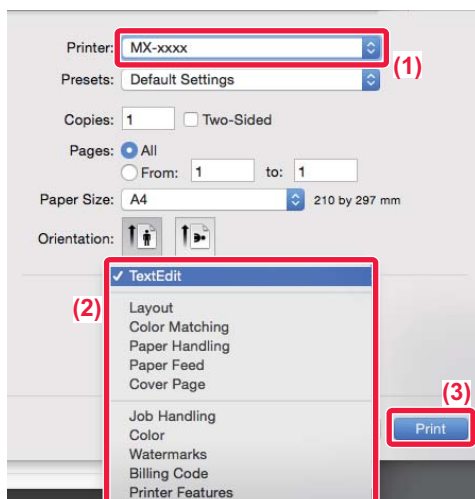 Printer: MX-xxxx
(1)
Presets: Default Settings
Copies: 1 Two-Sided
Pages: All
From: 1 to: 1
Paper Size: A4 210 by 297 mm
Orientation:
(2)
✓ TextEdit
Layout
Color Matching
Paper Handling
Paper Feed
Cover Page
(3)
Job Handling
Print
Color
Watermarks
Billing Code
Printer Features